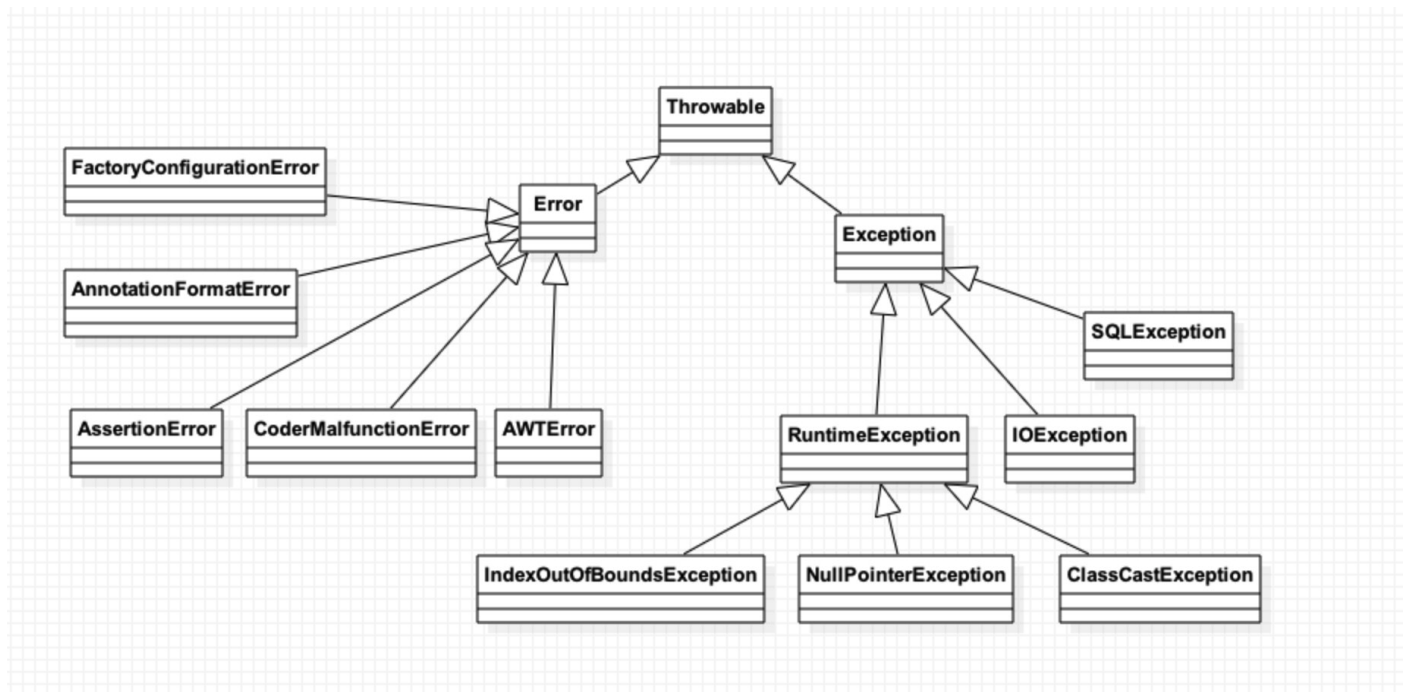 Throwable
FactoryConfigurationError
Error
Exception
AnnotationFormatError
SQLException
AssertionError
CoderMalfunctionError
AWTError
RuntimeException
IOException
IndexOutOfBoundsException
NullPointerException
ClassCastException